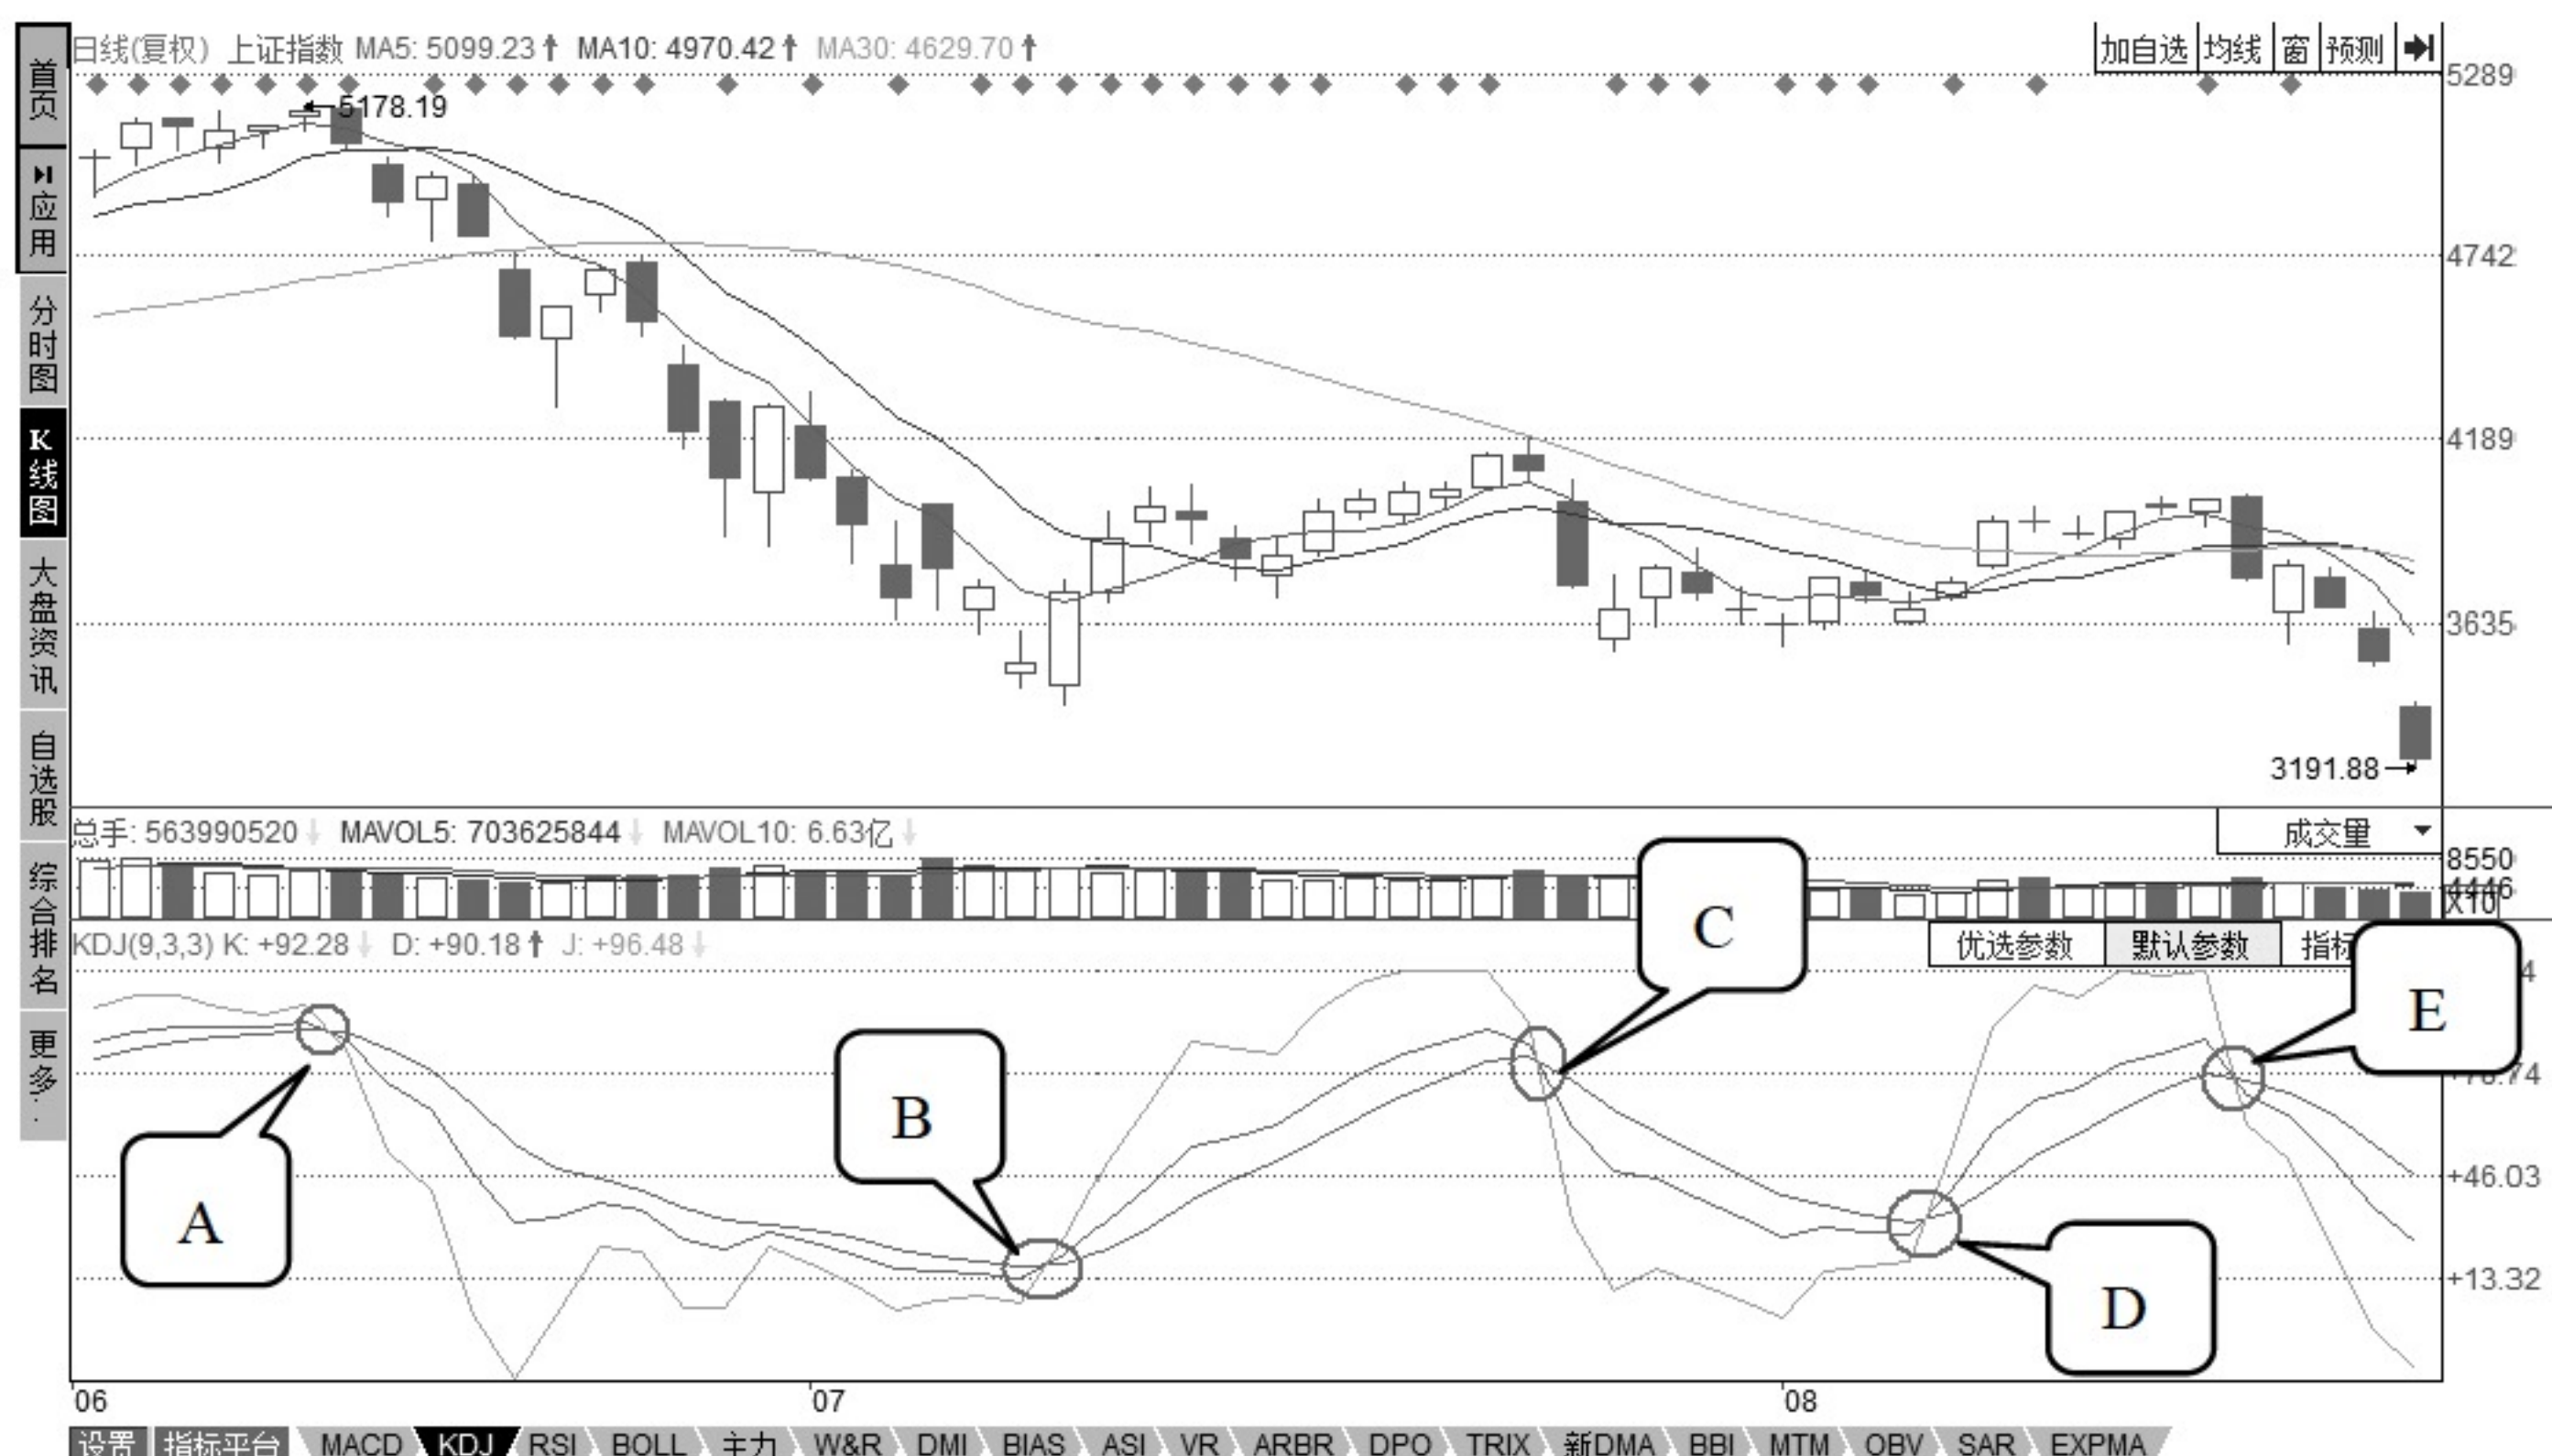 首页
应用
分时图
K线图
大盘资讯
自选股
综合排名
更多
日线(复权) 上证指数 MA5: 5099.23↑ MA10: 4970.42↑ MA30: 4629.70↑
加自选 均线 窗 预测
5289
5178.19
4742
4189
3635
3191.88
总手: 563990520↓ MAVOL5: 703625844↓ MAVOL10: 6.63亿↓
成交量
8550
4446
X10
KDJ(9,3,3) K: +92.28↓ D: +90.18↑ J: +96.48↓
优选参数 默认参数 指标
+46.03
+13.32
A
B
C
D
E
06 07 08
设置 指标平台 MACD KDJ RSI BOLL 主力 W&R DMI BIAS ASI VR ARBR DPO TRIX 新DMA BBI MTM OBV SAR EXPMA